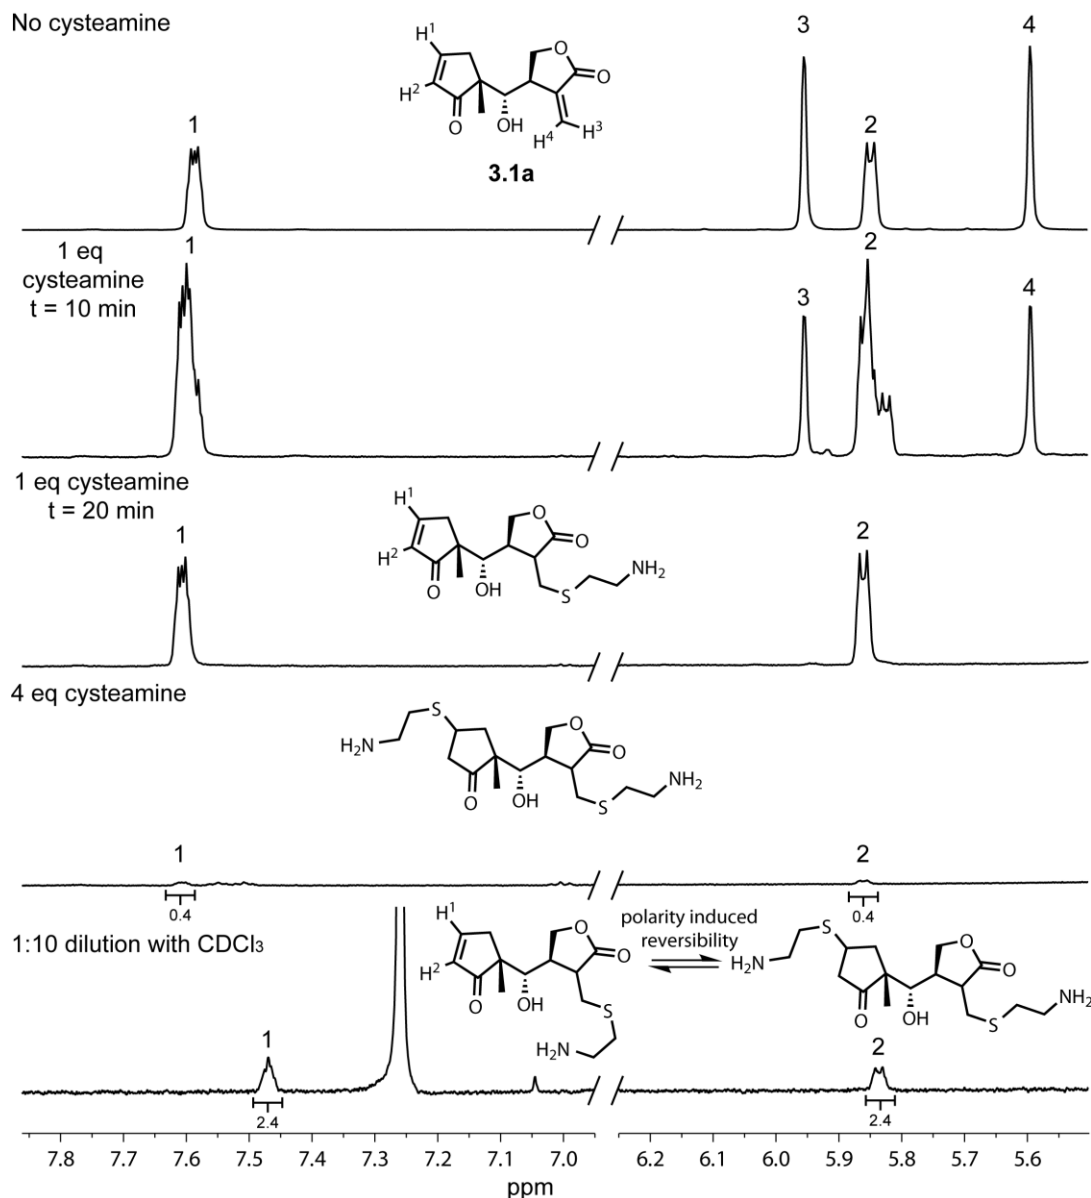 No cysteamine
H¹
H²
O
OH
O
O
H⁴
H³
3.1a
1
3
2
4
1 eq
cysteamine
t = 10 min
1
3
2
4
1 eq cysteamine
t = 20 min
1
H¹
H²
O
OH
O
O
S
NH₂
2
4 eq cysteamine
S
H₂N
O
OH
O
O
S
NH₂
1
0.4
2
0.4
1:10 dilution with CDCl₃
H¹
H²
O
OH
O
O
S
H₂N
polarity induced
reversibility
S
H₂N
O
OH
O
O
S
NH₂
1
2.4
2
2.4
7.8 7.7 7.6 7.5 7.4 7.3 7.2 7.1 7.0 6.2 6.1 6.0 5.9 5.8 5.7 5.6
ppm